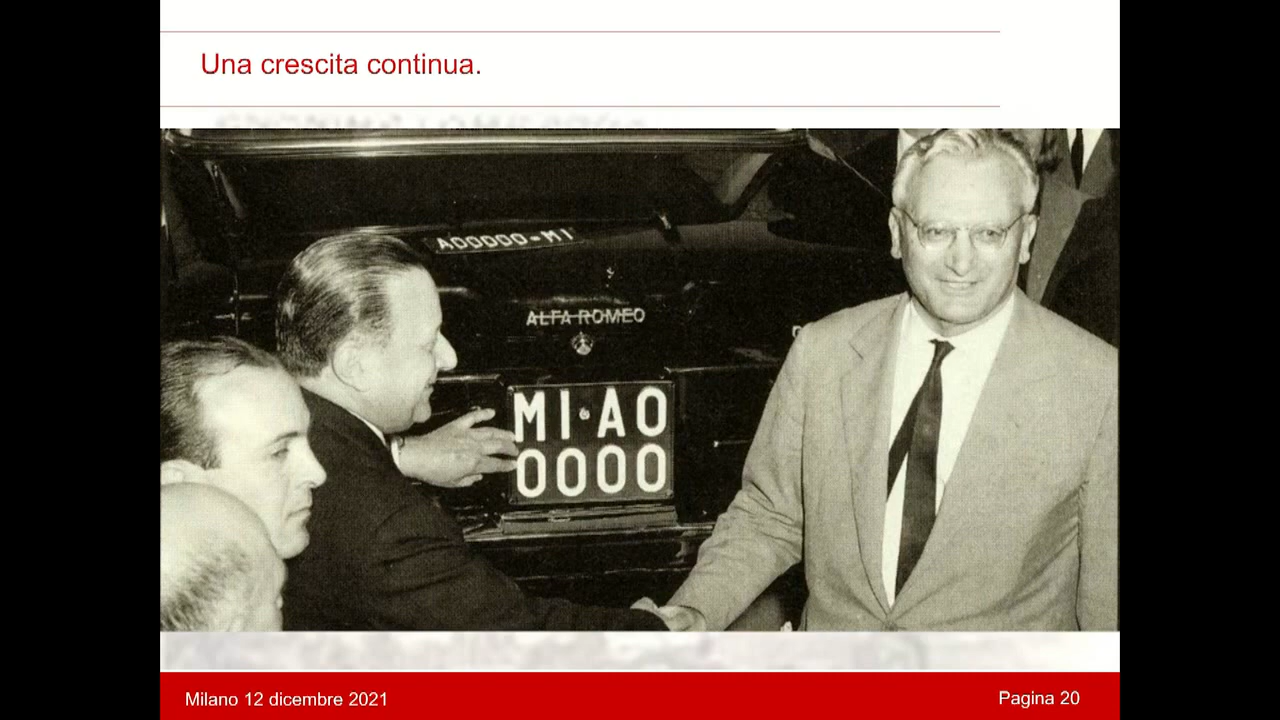 Una crescita continua.
A00000-MI
ALFA ROMEO
MI AO
0000
Milano 12 dicembre 2021
Pagina 20